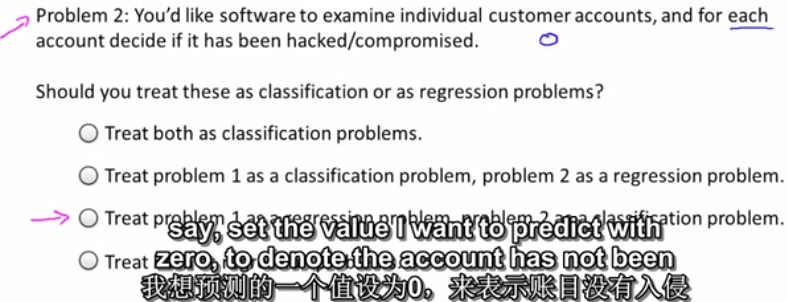 Problem 2: You'd like software to examine individual customer accounts, and for each
account decide if it has been hacked/compromised.
Should you treat these as classification or as regression problems?
Treat both as classification problems.
Treat problem 1 as a classification problem, problem 2 as a regression problem.
Treat problem 1 as a regression problem, problem 2 as a classification problem.
Treat
say, set the value I want to predict with
zero, to denote the account has not been
我想预测的一个值设为0，来表示账目没有入侵